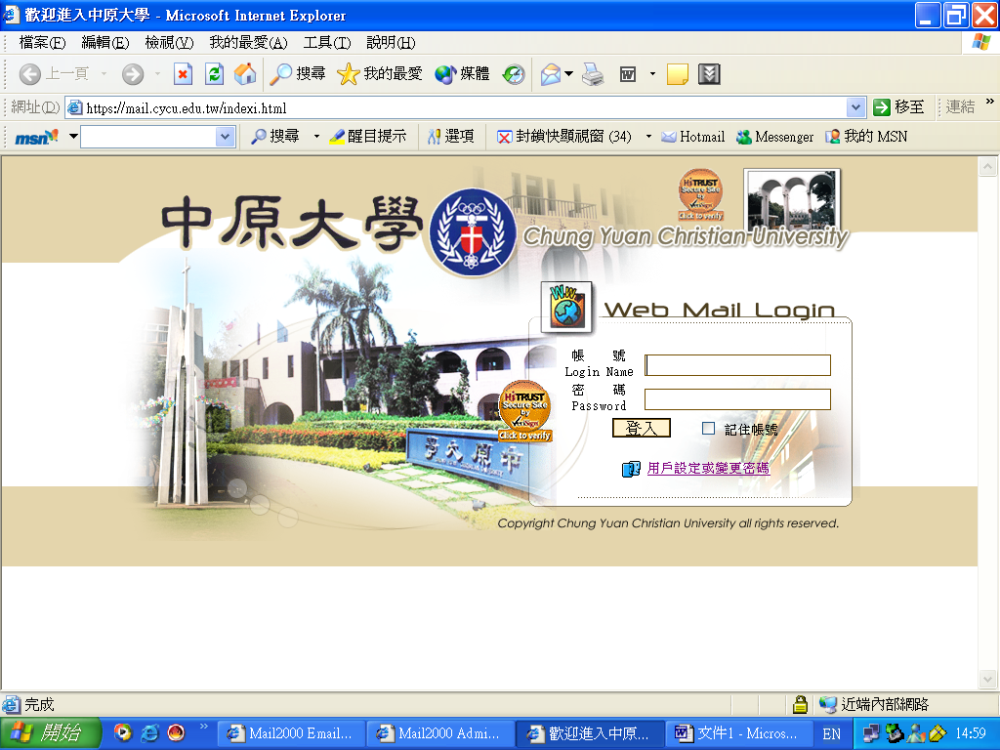 歡迎進入中原大學 - Microsoft Internet Explorer
檔案(F) 編輯(E) 檢視(V) 我的最愛(A) 工具(T) 說明(H)
上一頁 搜尋 我的最愛 媒體
網址(D) https://mail.cycu.edu.tw/indexi.html 移至 連結 »
msn 搜尋 醒目提示 選項 封鎖快顯視窗 (34) Hotmail Messenger 我的 MSN
HiTRUST
Secure Site
by
VeriSign
Click to verify
中原大學 Chung Yuan Christian University
Web Mail Login
帳 號
Login Name
密 碼
Password
登入 記住帳號
用戶設定或變更密碼
HiTRUST
Secure Site
by
VeriSign
Click to verify
學大原中
Copyright Chung Yuan Christian University all rights reserved.
完成 近端內部網路
開始 » Mail2000 Email... Mail2000 Admi... 歡迎進入中原... 文件1 - Micros... EN 14:59